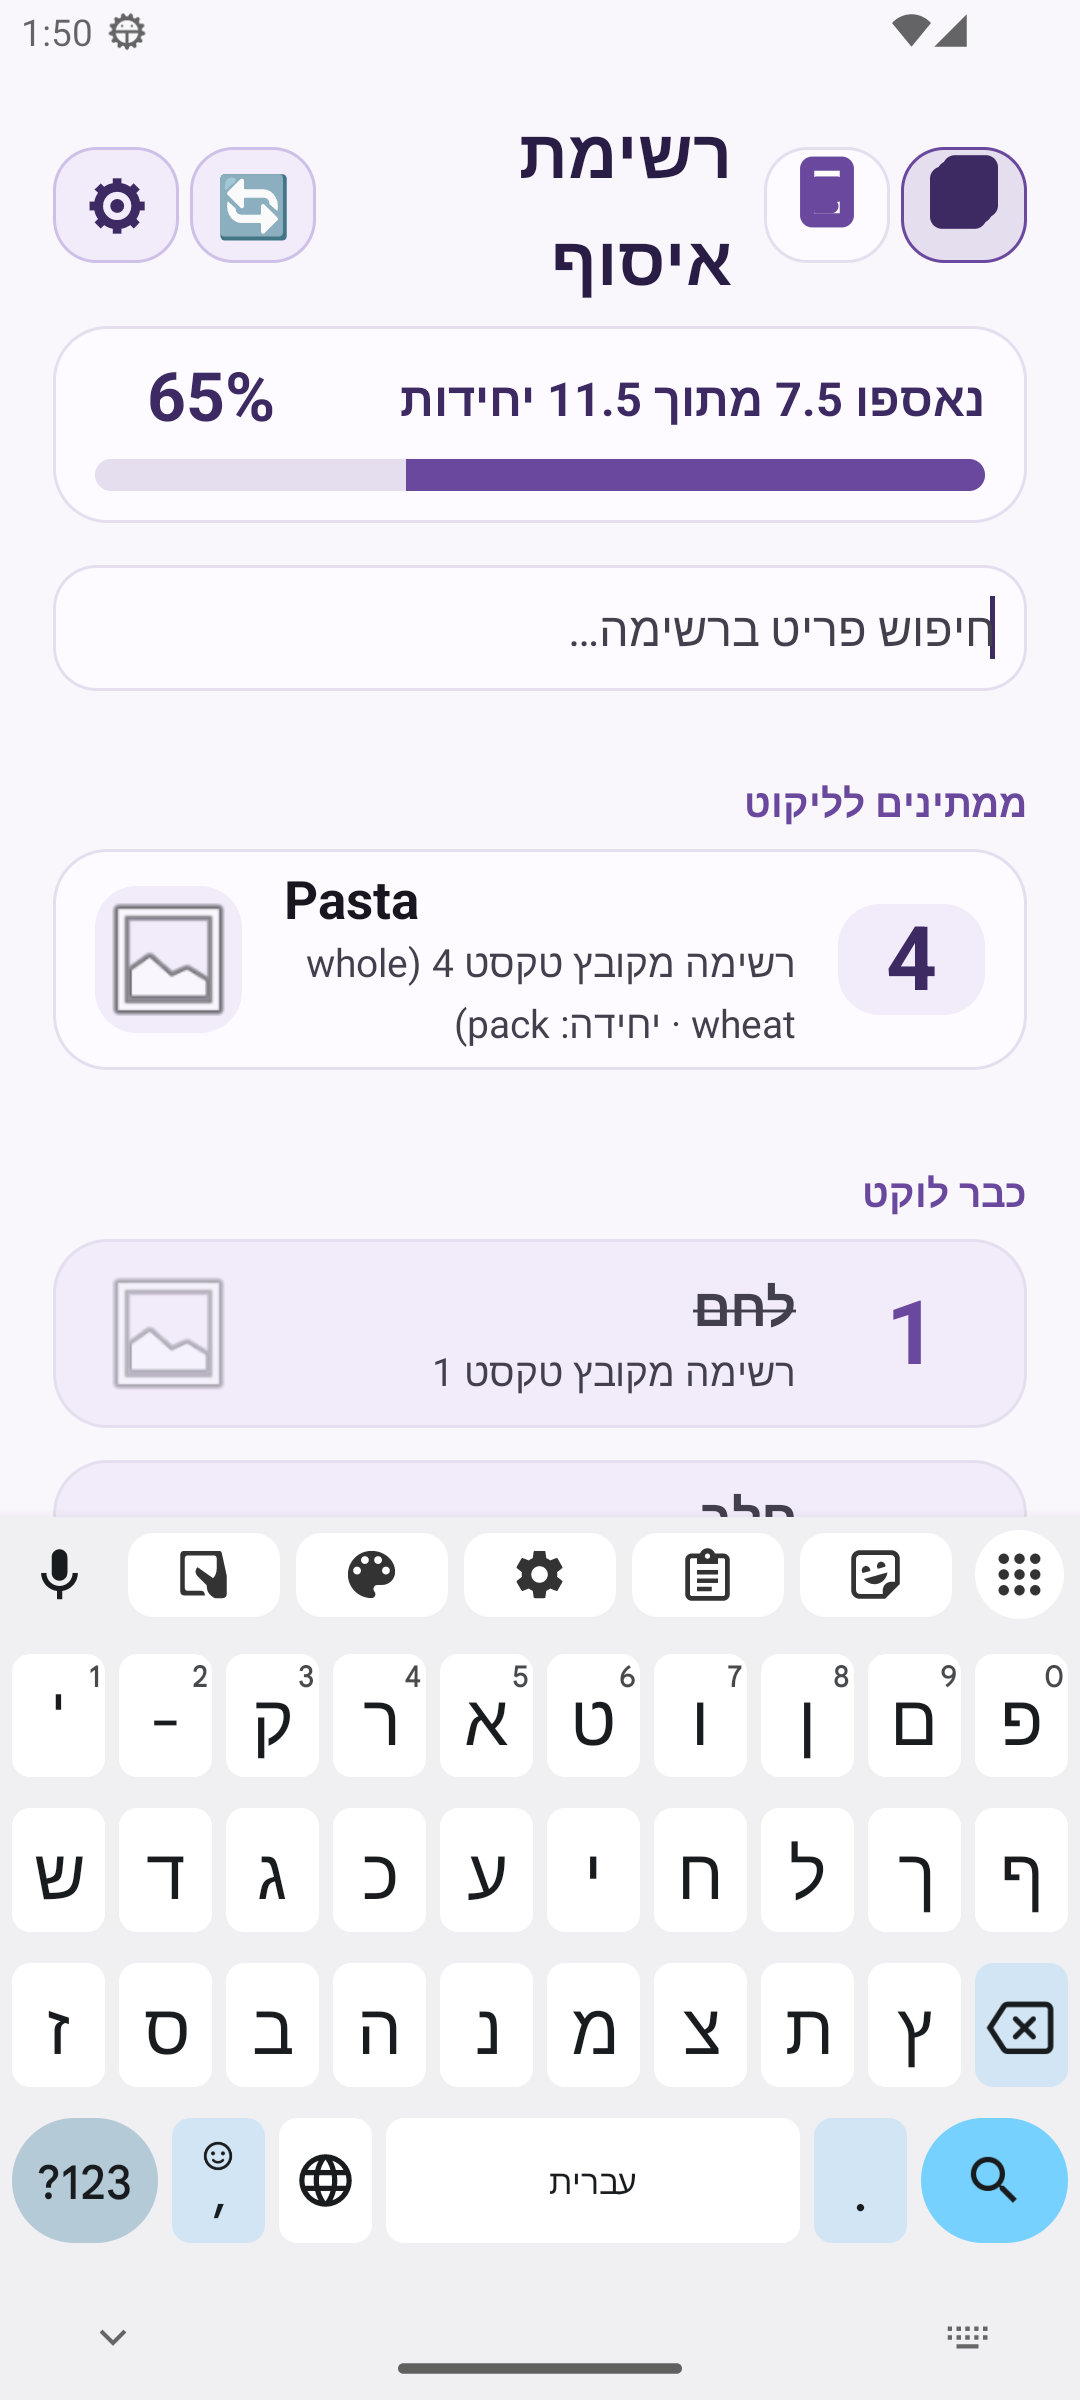 1:50
רשימת
איסוף
נאספו 7.5 מתוך 11.5 יחידות
65%
חיפוש פריט ברשימה...
ממתינים לליקוט
4
Pasta
רשימה מקובץ טקסט 4 (whole
wheat · יחידה: pack)
כבר לוקט
1
לחם
רשימה מקובץ טקסט 1
' 1 - 2 ק 3 ר 4 א 5 ט 6 ו 7 ן 8 ם 9 פ 0
ש ד ג כ ע י ח ל ך ף
ז ס ב ה נ מ צ ת ץ
?123 , עברית .